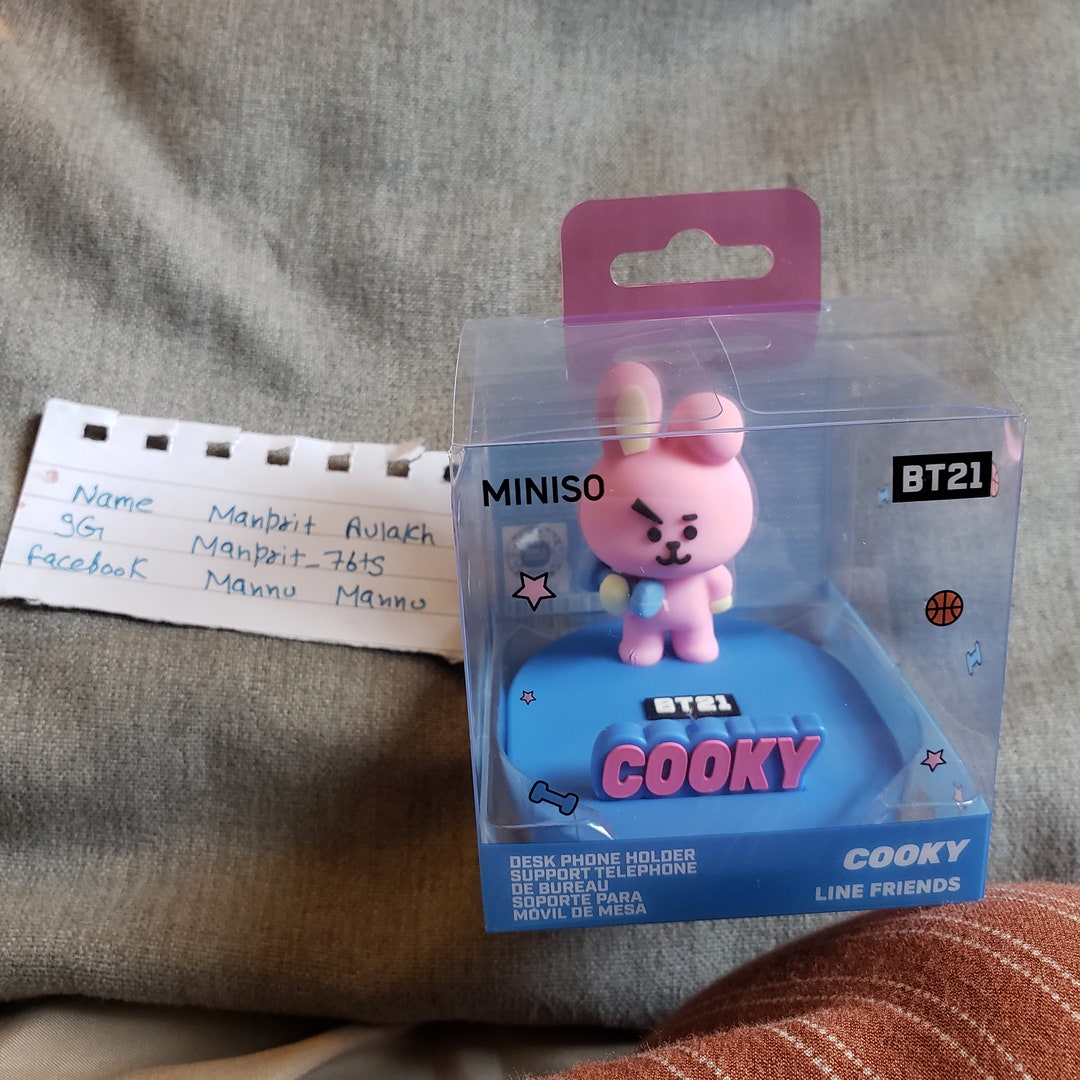 Name Manprit Aulakh
IG Manprit_7bts
Facebook Mannu Mannu
MINISO
BT21
BT21
COOKY
DESK PHONE HOLDER
SUPPORT TELEPHONE
DE BUREAU
SOPORTE PARA
MÓVIL DE MESA
COOKY
LINE FRIENDS